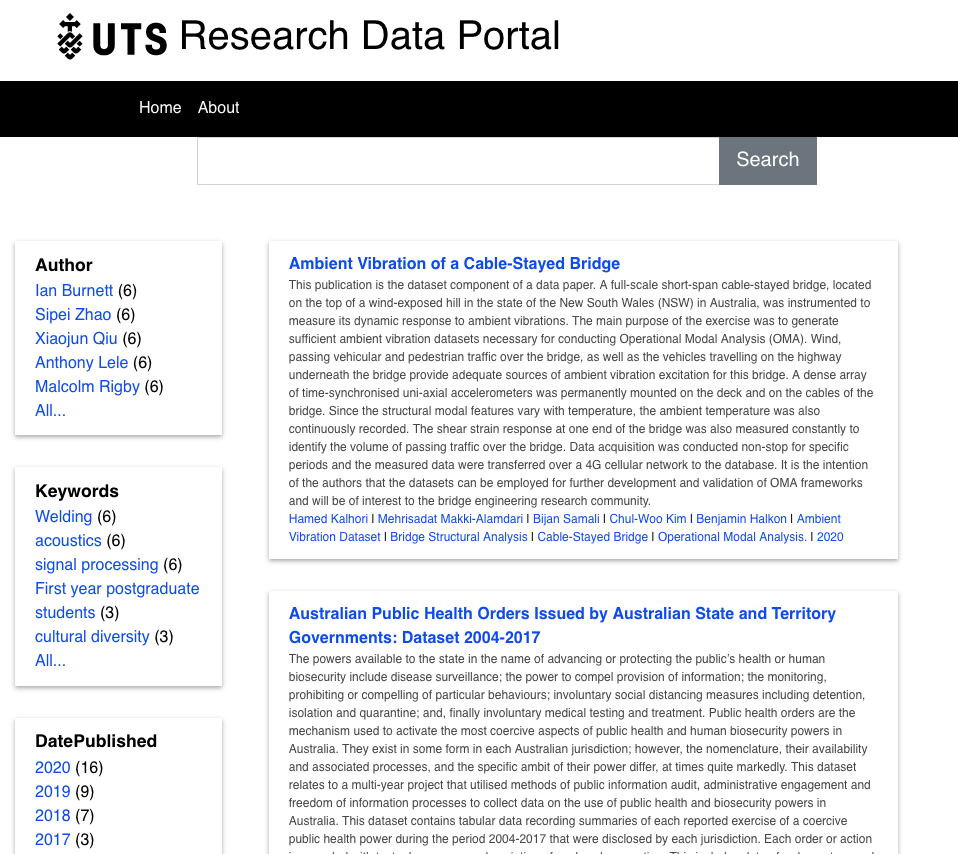 UTS Research Data Portal
Home About
Search
Author
Ian Burnett (6)
Sipei Zhao (6)
Xiaojun Qiu (6)
Anthony Lele (6)
Malcolm Rigby (6)
All...
Keywords
Welding (6)
acoustics (6)
signal processing (6)
First year postgraduate
students (3)
cultural diversity (3)
All...
DatePublished
2020 (16)
2019 (9)
2018 (7)
2017 (3)
Ambient Vibration of a Cable-Stayed Bridge
This publication is the dataset component of a data paper. A full-scale short-span cable-stayed bridge, located
on the top of a wind-exposed hill in the state of the New South Wales (NSW) in Australia, was instrumented to
measure its dynamic response to ambient vibrations. The main purpose of the exercise was to generate
sufficient ambient vibration datasets necessary for conducting Operational Modal Analysis (OMA). Wind,
passing vehicular and pedestrian traffic over the bridge, as well as the vehicles travelling on the highway
underneath the bridge provide adequate sources of ambient vibration excitation for this bridge. A dense array
of time-synchronised uni-axial accelerometers was permanently mounted on the deck and on the cables of the
bridge. Since the structural modal features vary with temperature, the ambient temperature was also
continuously recorded. The shear strain response at one end of the bridge was also measured constantly to
identify the volume of passing traffic over the bridge. Data acquisition was conducted non-stop for specific
periods and the measured data were transferred over a 4G cellular network to the database. It is the intention
of the authors that the datasets can be employed for further development and validation of OMA frameworks
and will be of interest to the bridge engineering research community.
Hamed Kalhori | Mehrisadat Makki-Alamdari | Bijan Samali | Chul-Woo Kim | Benjamin Halkon | Ambient
Vibration Dataset | Bridge Structural Analysis | Cable-Stayed Bridge | Operational Modal Analysis. | 2020
Australian Public Health Orders Issued by Australian State and Territory
Governments: Dataset 2004-2017
The powers available to the state in the name of advancing or protecting the public's health or human
biosecurity include disease surveillance; the power to compel provision of information; the monitoring,
prohibiting or compelling of particular behaviours; involuntary social distancing measures including detention,
isolation and quarantine; and, finally involuntary medical testing and treatment. Public health orders are the
mechanism used to activate the most coercive aspects of public health and human biosecurity powers in
Australia. They exist in some form in each Australian jurisdiction; however, the nomenclature, their availability
and associated processes, and the specific ambit of their power differ, at times quite markedly. This dataset
relates to a multi-year project that utilised methods of public information audit, administrative engagement and
freedom of information processes to collect data on the use of public health and biosecurity powers in
Australia. This dataset contains tabular data recording summaries of each reported exercise of a coercive
public health power during the period 2004-2017 that were disclosed by each jurisdiction. Each order or action